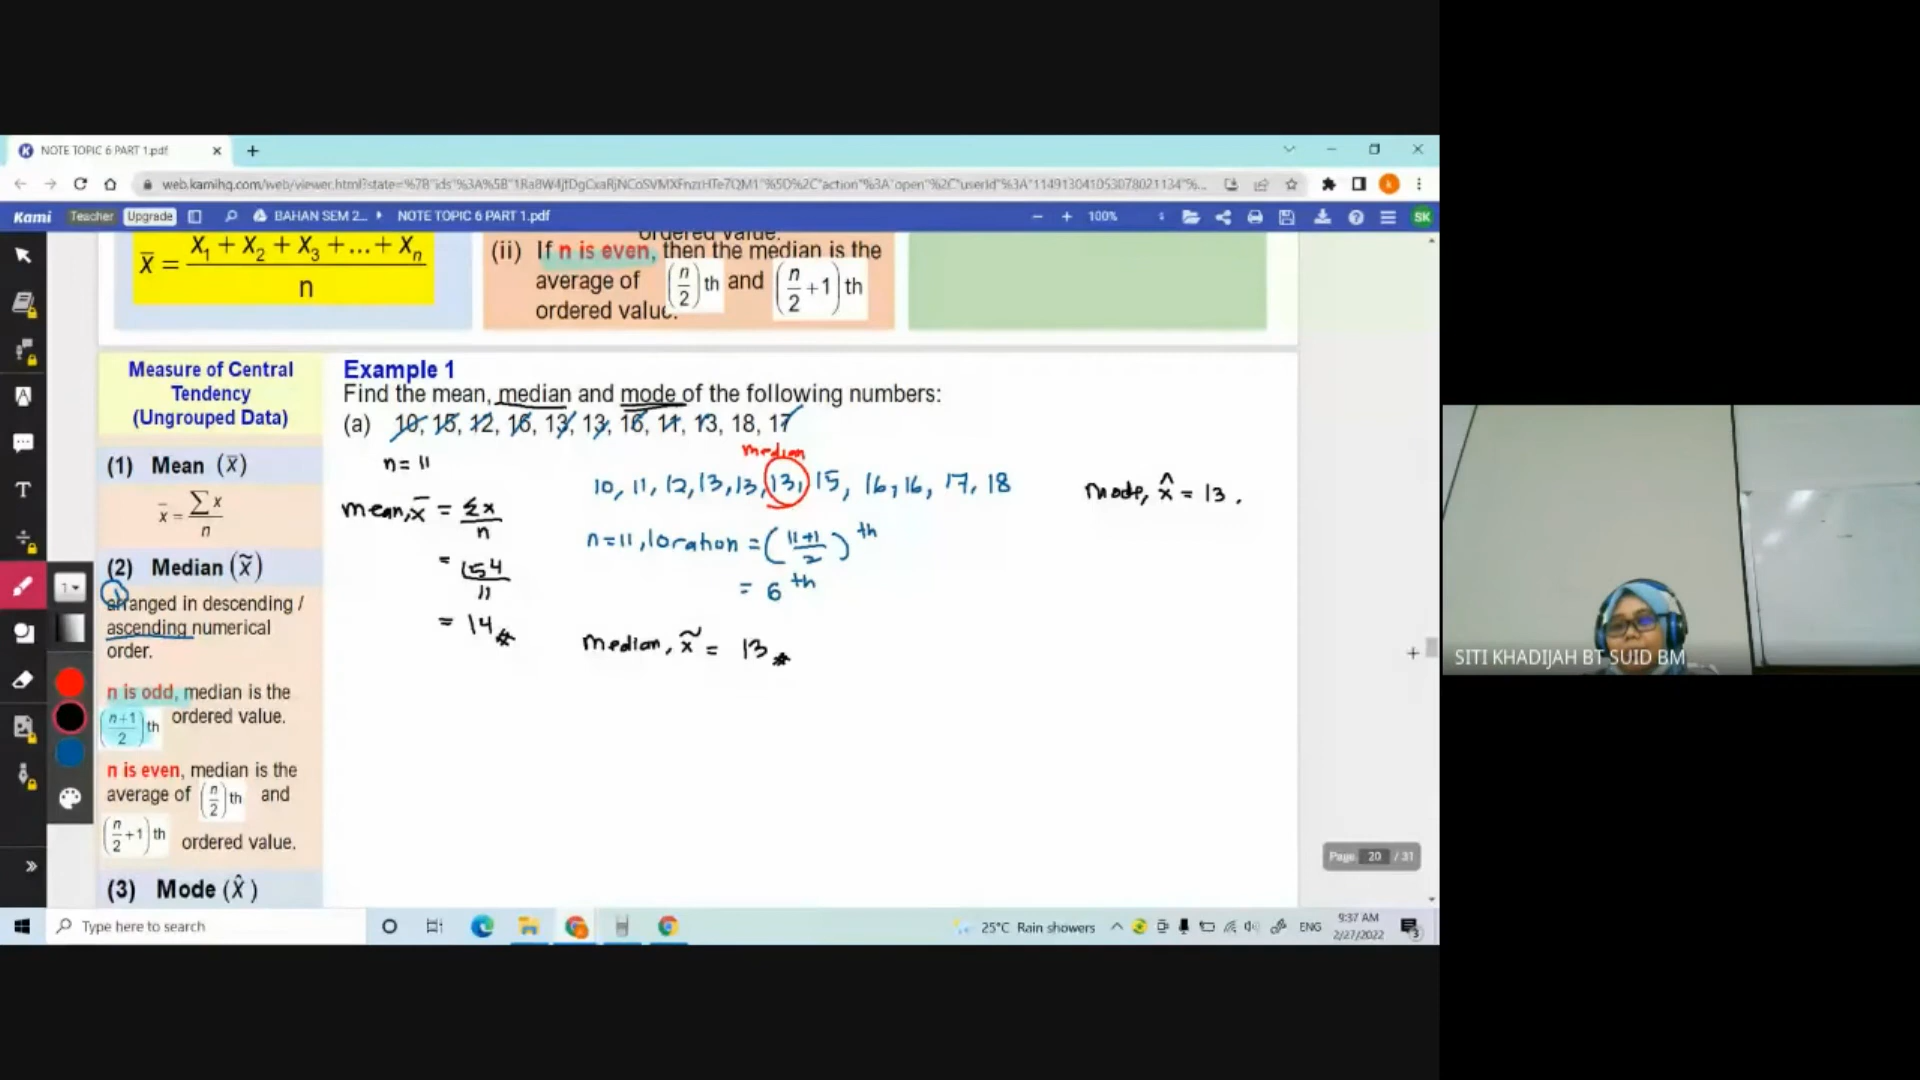 NOTE TOPIC 6 PART 1.pdf
Kami Teacher Upgrade BAHAN SEM 2... NOTE TOPIC 6 PART 1.pdf 100% SK
x̄ = (X₁ + X₂ + X₃ + ... + Xₙ) / n
ordered value.
(ii) If n is even, then the median is the
average of (n/2) th and (n/2 + 1) th
ordered value.
Measure of Central
Tendency
(Ungrouped Data)
(1) Mean (x̄)
x̄ = ∑x / n
(2) Median (x̃)
1
arranged in descending /
ascending numerical
order.
n is odd, median is the
((n+1)/2) th ordered value.
n is even, median is the
average of (n/2) th and
(n/2 + 1) th ordered value.
(3) Mode (x̂)
Example 1
Find the mean, median and mode of the following numbers:
(a) 10, 15, 12, 16, 13, 13, 16, 11, 13, 18, 17
n = 11
mean, x̄ = Σx / n
= 154 / 11
= 14 #
median
10, 11, 12, 13, 13, 13, 15, 16, 16, 17, 18
n = 11, location = ((11+1)/2) th
= 6 th
median, x̃ = 13 #
mode, x̂ = 13.
Page 20 / 31
Type here to search
25°C Rain showers ENG
9:37 AM
2/27/2022
SITI KHADIJAH BT SUID BM